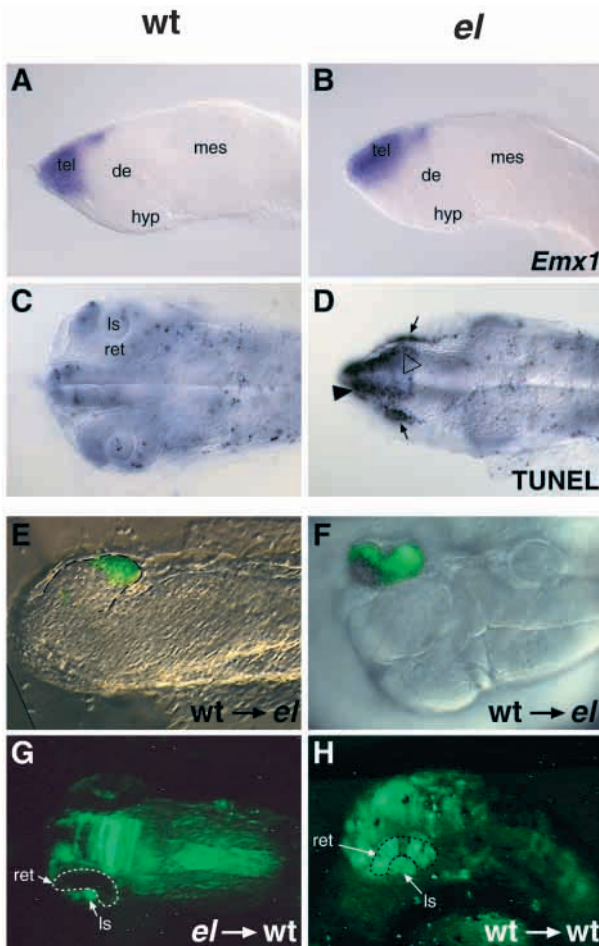 wt el
A B
tel tel
de mes de mes
hyp hyp
Emx1
C D
ls
ret
TUNEL
E F
wt → el wt → el
G H
ret ret
ls ls
el → wt wt → wt